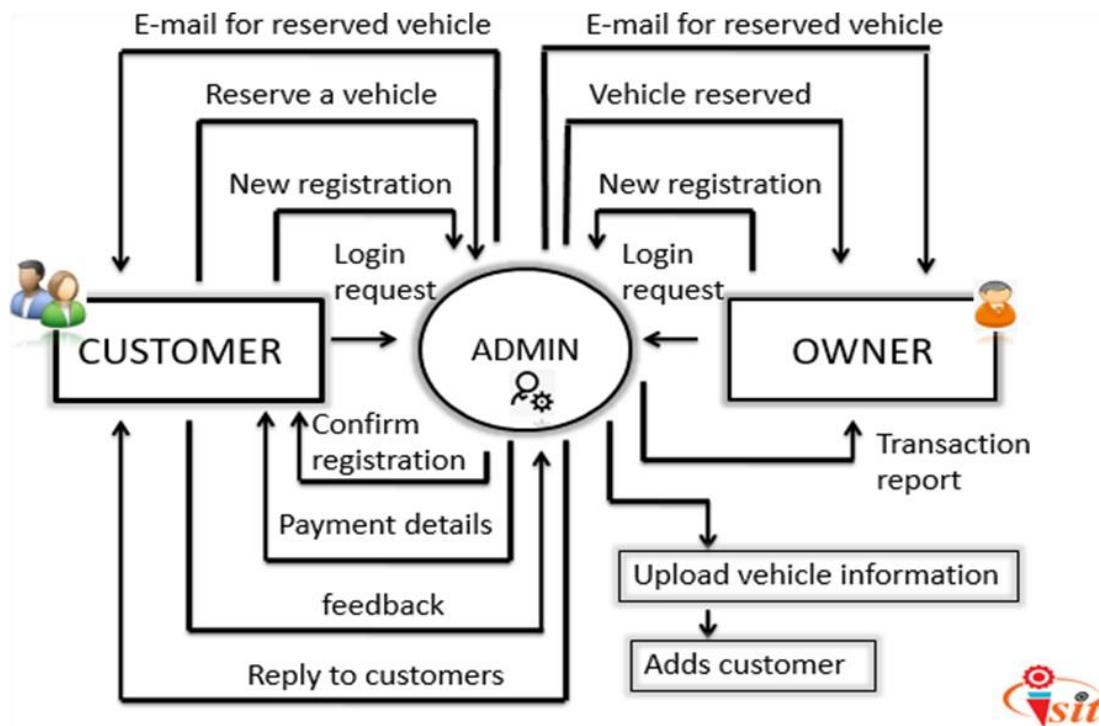 E-mail for reserved vehicle
E-mail for reserved vehicle
Reserve a vehicle
Vehicle reserved
New registration
New registration
Login
request
Login
request
CUSTOMER
ADMIN
OWNER
Confirm
registration
Transaction
report
Payment details
Upload vehicle information
feedback
Adds customer
Reply to customers
sit